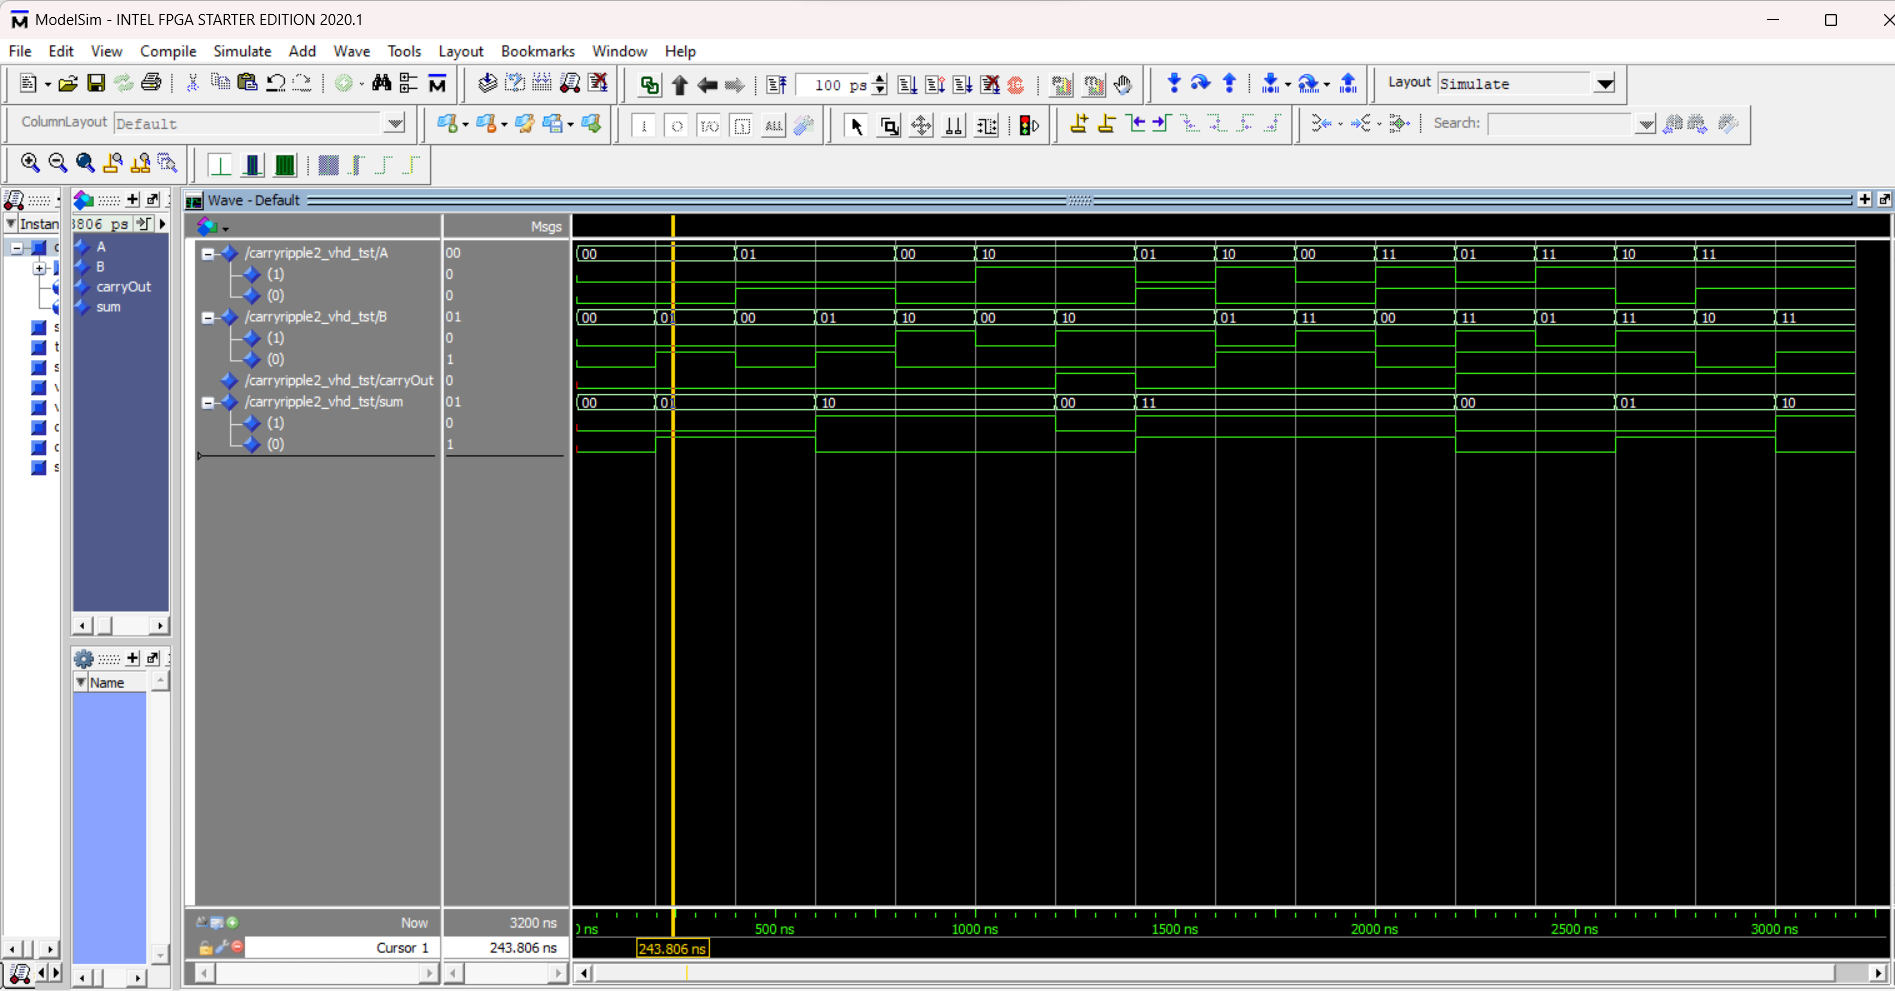 ModelSim - INTEL FPGA STARTER EDITION 2020.1
File Edit View Compile Simulate Add Wave Tools Layout Bookmarks Window Help
100 ps
Layout Simulate
ColumnLayout Default
ALL
Search:
Wave - Default
Instan
3806 ps
Msgs
A
B
carryOut
sum
Name
/carryripple2_vhd_tst/A 00 00 01 00 10 01 10 00 11 01 11 10 11
(1) 0
(0) 0
/carryripple2_vhd_tst/B 01 00 01 00 01 10 00 10 01 11 00 11 01 11 10 11
(1) 0
(0) 1
/carryripple2_vhd_tst/carryOut 0
/carryripple2_vhd_tst/sum 01 00 01 10 00 11 00 01 10
(1) 0
(0) 1
Now 3200 ns
500 ns 1000 ns 1500 ns 2000 ns 2500 ns 3000 ns
Cursor 1 243.806 ns 243.806 ns